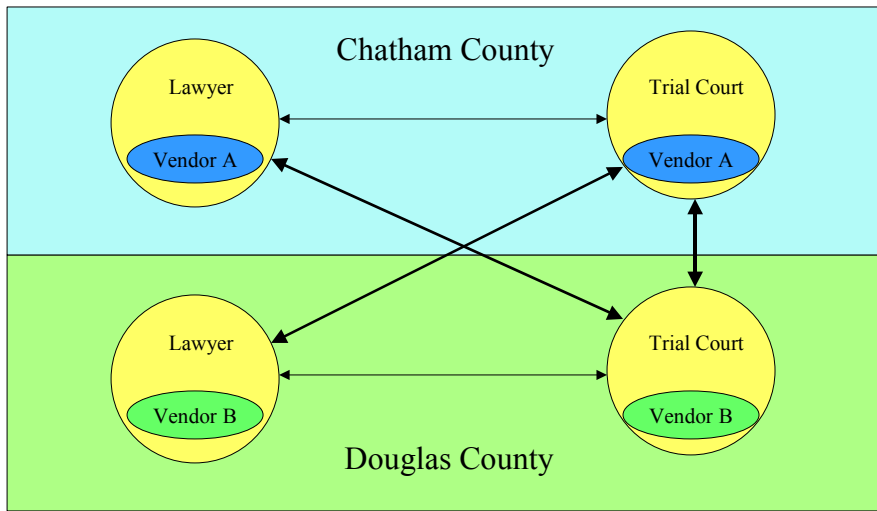 Chatham County
Lawyer
Trial Court
Vendor A
Vendor A
Lawyer
Trial Court
Vendor B
Vendor B
Douglas County